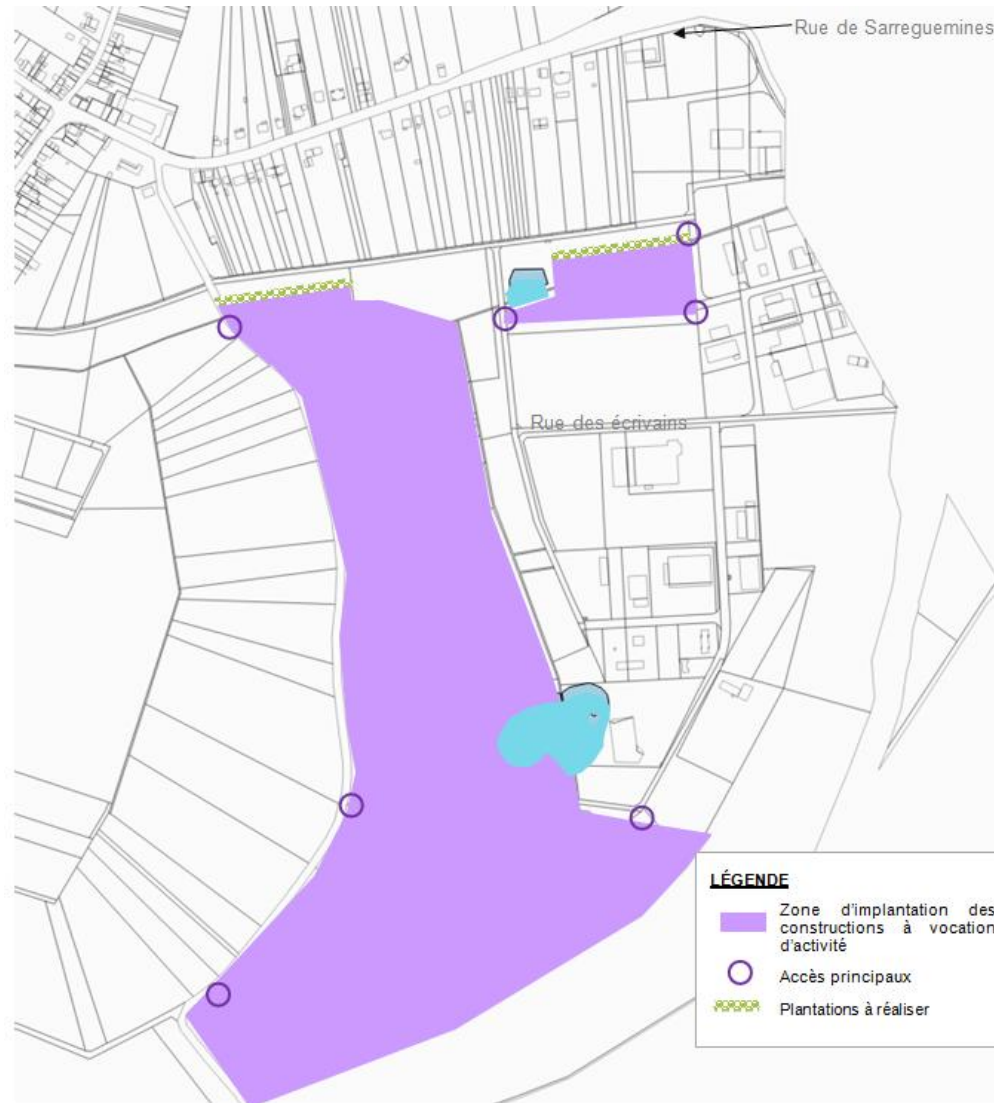 Rue de Sarreguemines
Rue des écrivains
LÉGENDE
Zone d'implantation des
constructions à vocation
d'activité
Accès principaux
Plantations à réaliser